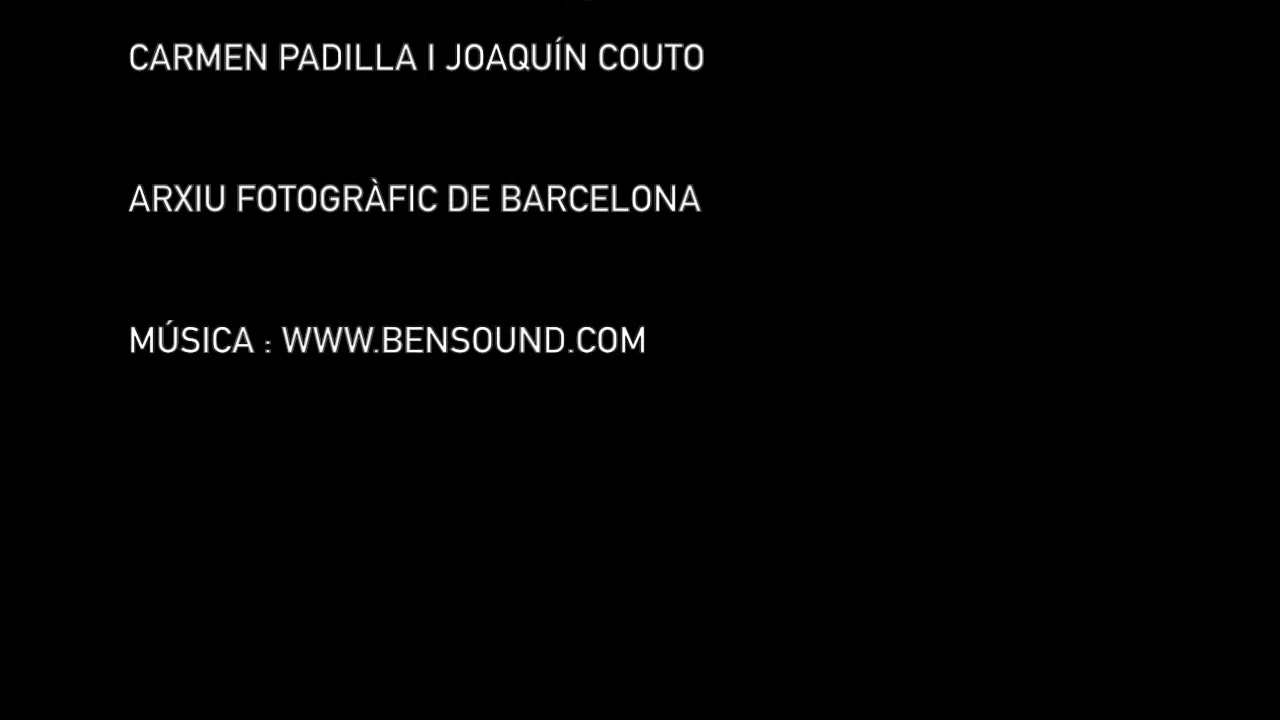 CARMEN PADILLA I JOAQUÍN COUTO
ARXIU FOTOGRÀFIC DE BARCELONA
MÚSICA : WWW.BENSOUND.COM